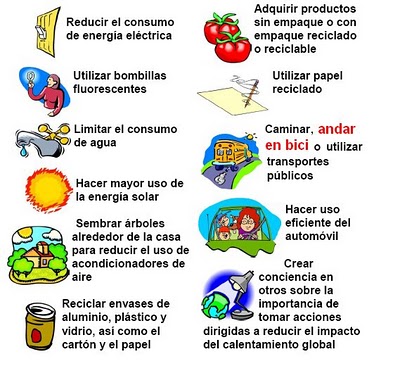 Reducir el consumo
de energía eléctrica
Utilizar bombillas
fluorescentes
Limitar el consumo
de agua
Hacer mayor uso de
la energía solar
Sembrar árboles
alrededor de la casa
para reducir el uso de
acondicionadores de
aire
Reciclar envases de
aluminio, plástico y
vidrio, así como el
cartón y el papel
Adquirir productos
sin empaque o con
empaque reciclado
o reciclable
Utilizar papel
reciclado
Caminar, andar
en bici o utilizar
transportes
públicos
Hacer uso
eficiente del
automóvil
Crear
conciencia en
otros sobre la
importancia de
tomar acciones
dirigidas a reducir el impacto
del calentamiento global